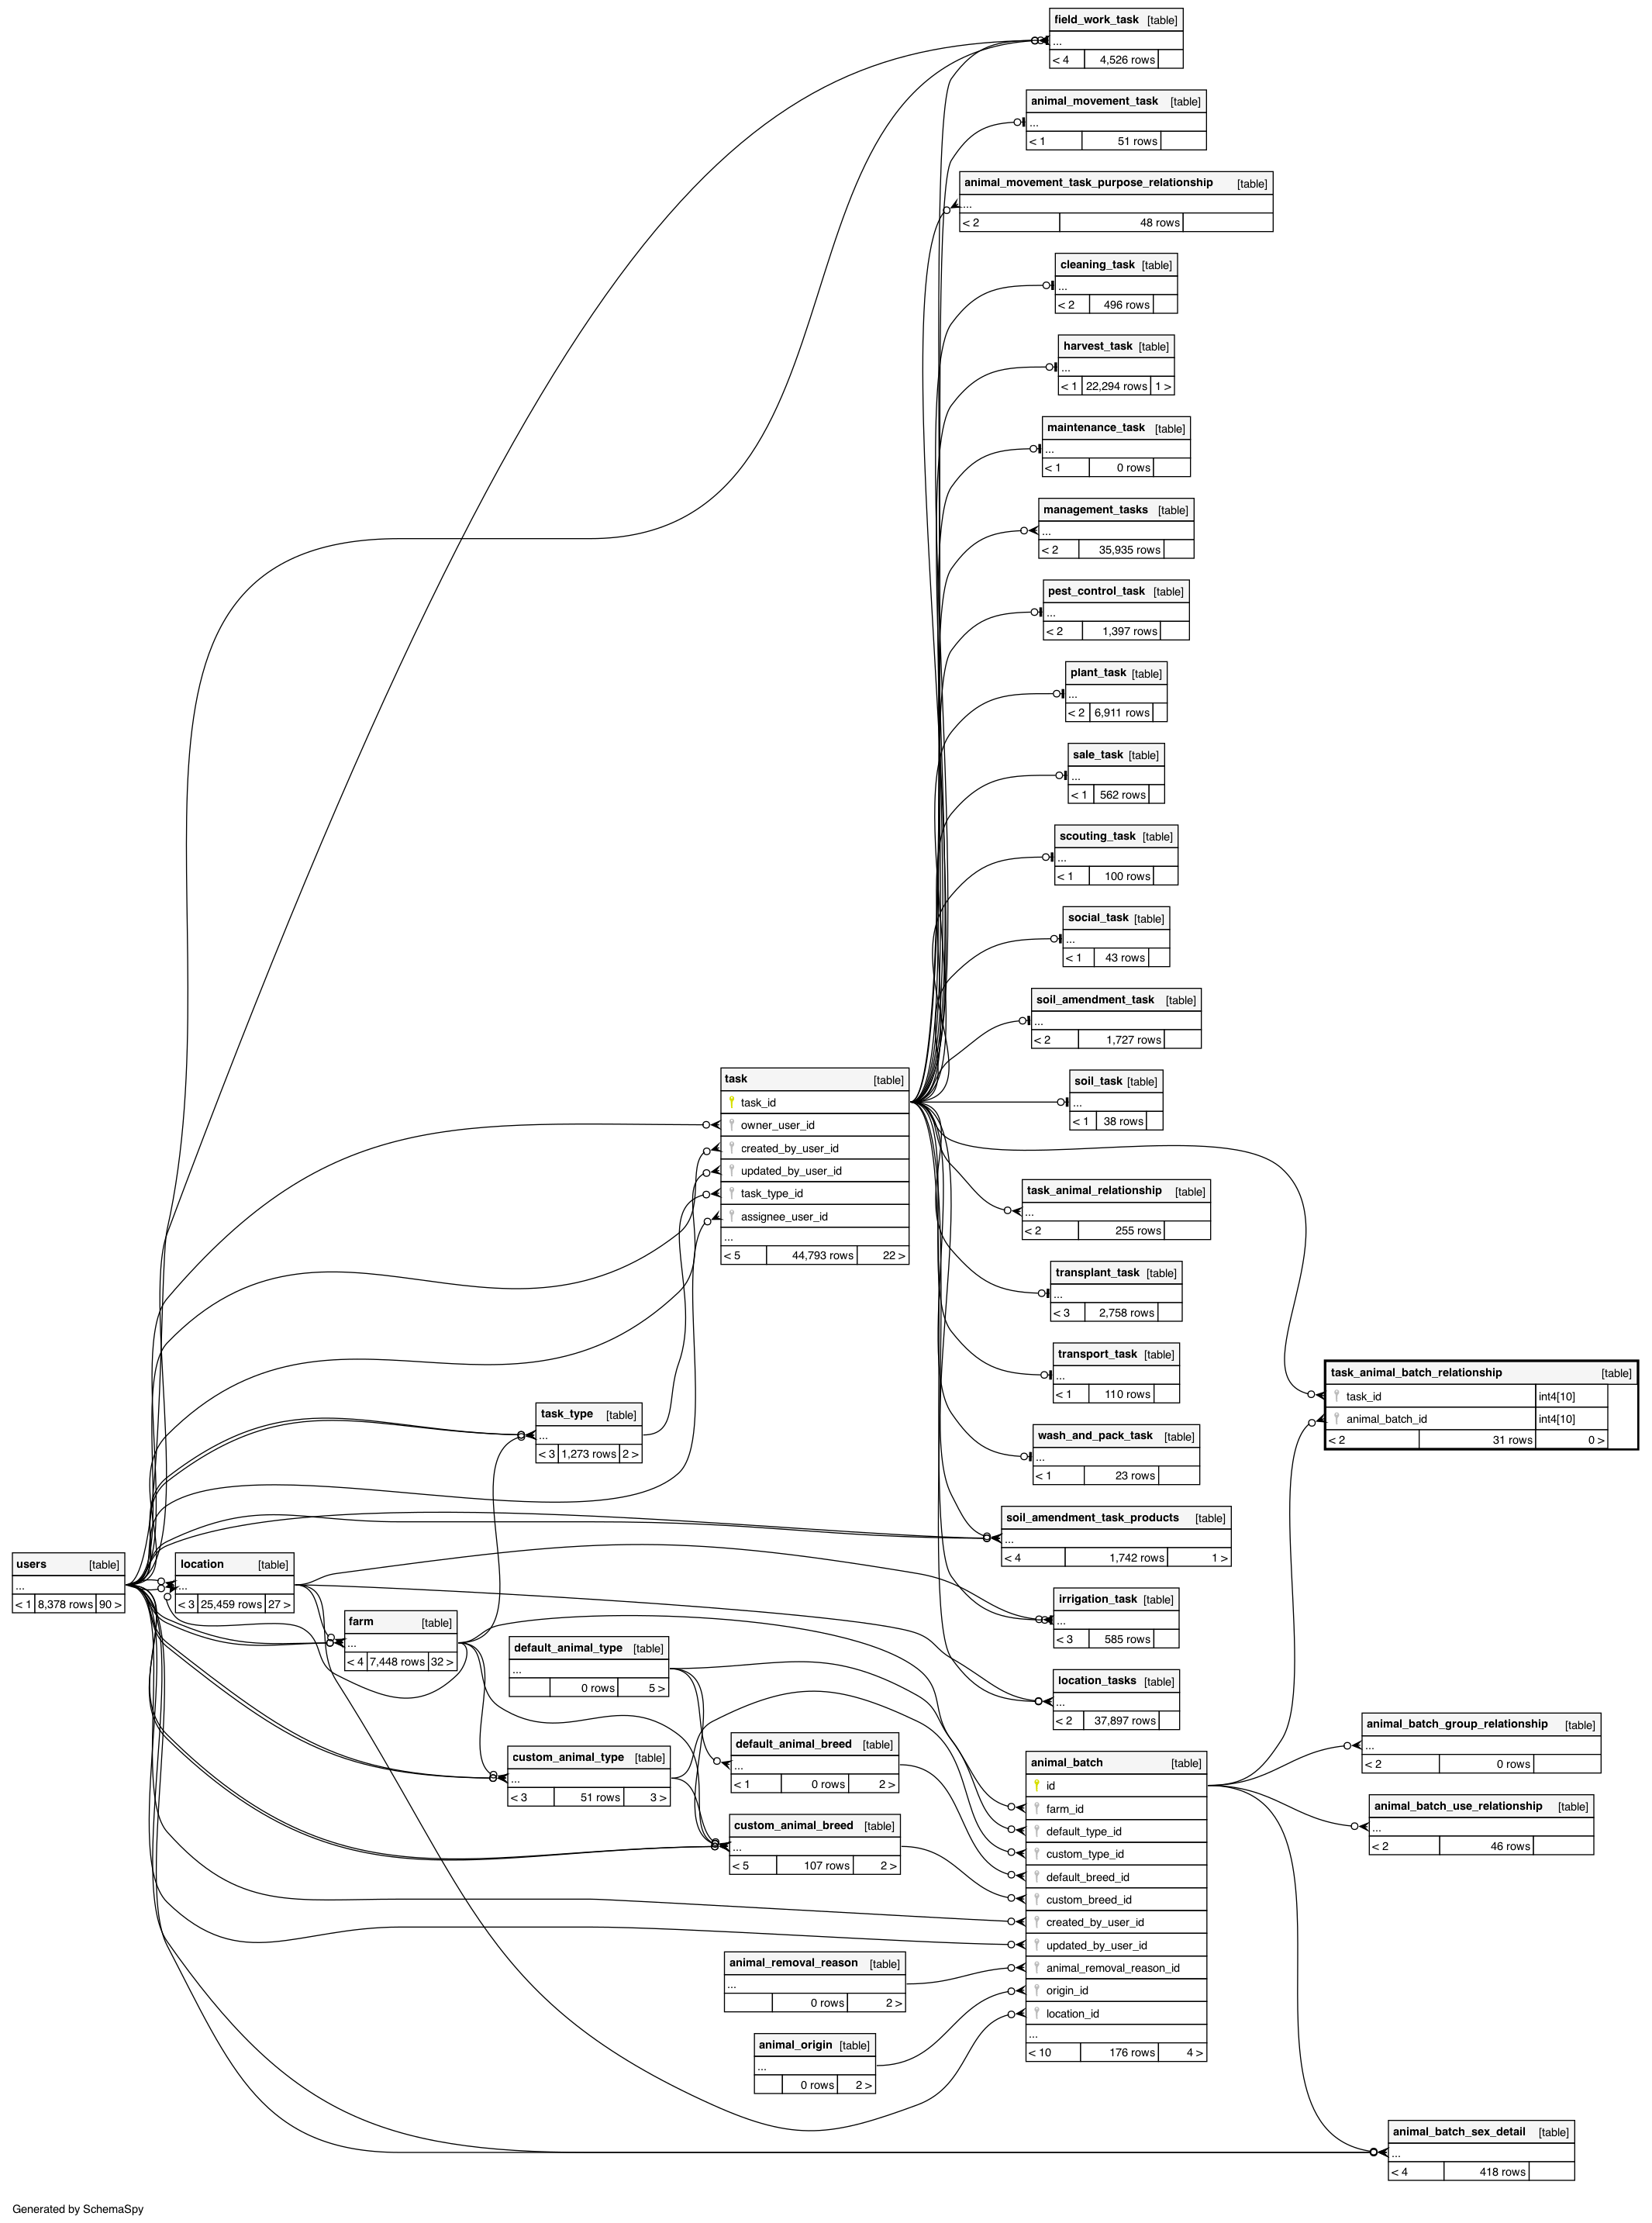 field_work_task [table]
...
< 4 4,526 rows
animal_movement_task [table]
...
< 1 51 rows
animal_movement_task_purpose_relationship [table]
...
< 2 48 rows
cleaning_task [table]
...
< 2 496 rows
harvest_task [table]
...
< 1 22,294 rows 1 >
maintenance_task [table]
...
< 1 0 rows
management_tasks [table]
...
< 2 35,935 rows
pest_control_task [table]
...
< 2 1,397 rows
plant_task [table]
...
< 2 6,911 rows
sale_task [table]
...
< 1 562 rows
scouting_task [table]
...
< 1 100 rows
social_task [table]
...
< 1 43 rows
soil_amendment_task [table]
...
< 2 1,727 rows
soil_task [table]
...
< 1 38 rows
task [table]
task_id
owner_user_id
created_by_user_id
updated_by_user_id
task_type_id
assignee_user_id
...
< 5 44,793 rows 22 >
task_animal_relationship [table]
...
< 2 255 rows
transplant_task [table]
...
< 3 2,758 rows
transport_task [table]
...
< 1 110 rows
task_animal_batch_relationship [table]
task_id int4[10]
animal_batch_id int4[10]
< 2 31 rows 0 >
task_type [table]
...
< 3 1,273 rows 2 >
wash_and_pack_task [table]
...
< 1 23 rows
soil_amendment_task_products [table]
...
< 4 1,742 rows 1 >
users [table]
...
< 1 8,378 rows 90 >
location [table]
...
< 3 25,459 rows 27 >
farm [table]
...
< 4 7,448 rows 32 >
irrigation_task [table]
...
< 3 585 rows
default_animal_type [table]
...
0 rows 5 >
location_tasks [table]
...
< 2 37,897 rows
default_animal_breed [table]
...
< 1 0 rows 2 >
custom_animal_type [table]
...
< 3 51 rows 3 >
custom_animal_breed [table]
...
< 5 107 rows 2 >
animal_batch [table]
id
farm_id
default_type_id
custom_type_id
default_breed_id
custom_breed_id
created_by_user_id
updated_by_user_id
animal_removal_reason_id
origin_id
location_id
...
< 10 176 rows 4 >
animal_batch_group_relationship [table]
...
< 2 0 rows
animal_batch_use_relationship [table]
...
< 2 46 rows
animal_removal_reason [table]
...
0 rows 2 >
animal_origin [table]
...
0 rows 2 >
animal_batch_sex_detail [table]
...
< 4 418 rows
Generated by SchemaSpy